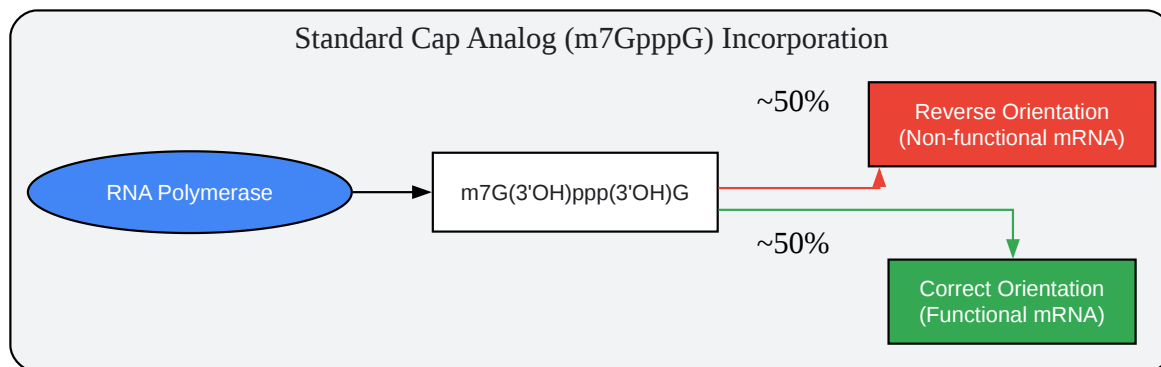 Standard Cap Analog (m7GpppG) Incorporation
~50%
Reverse Orientation
(Non-functional mRNA)
RNA Polymerase
m7G(3'OH)ppp(3'OH)G
~50%
Correct Orientation
(Functional mRNA)